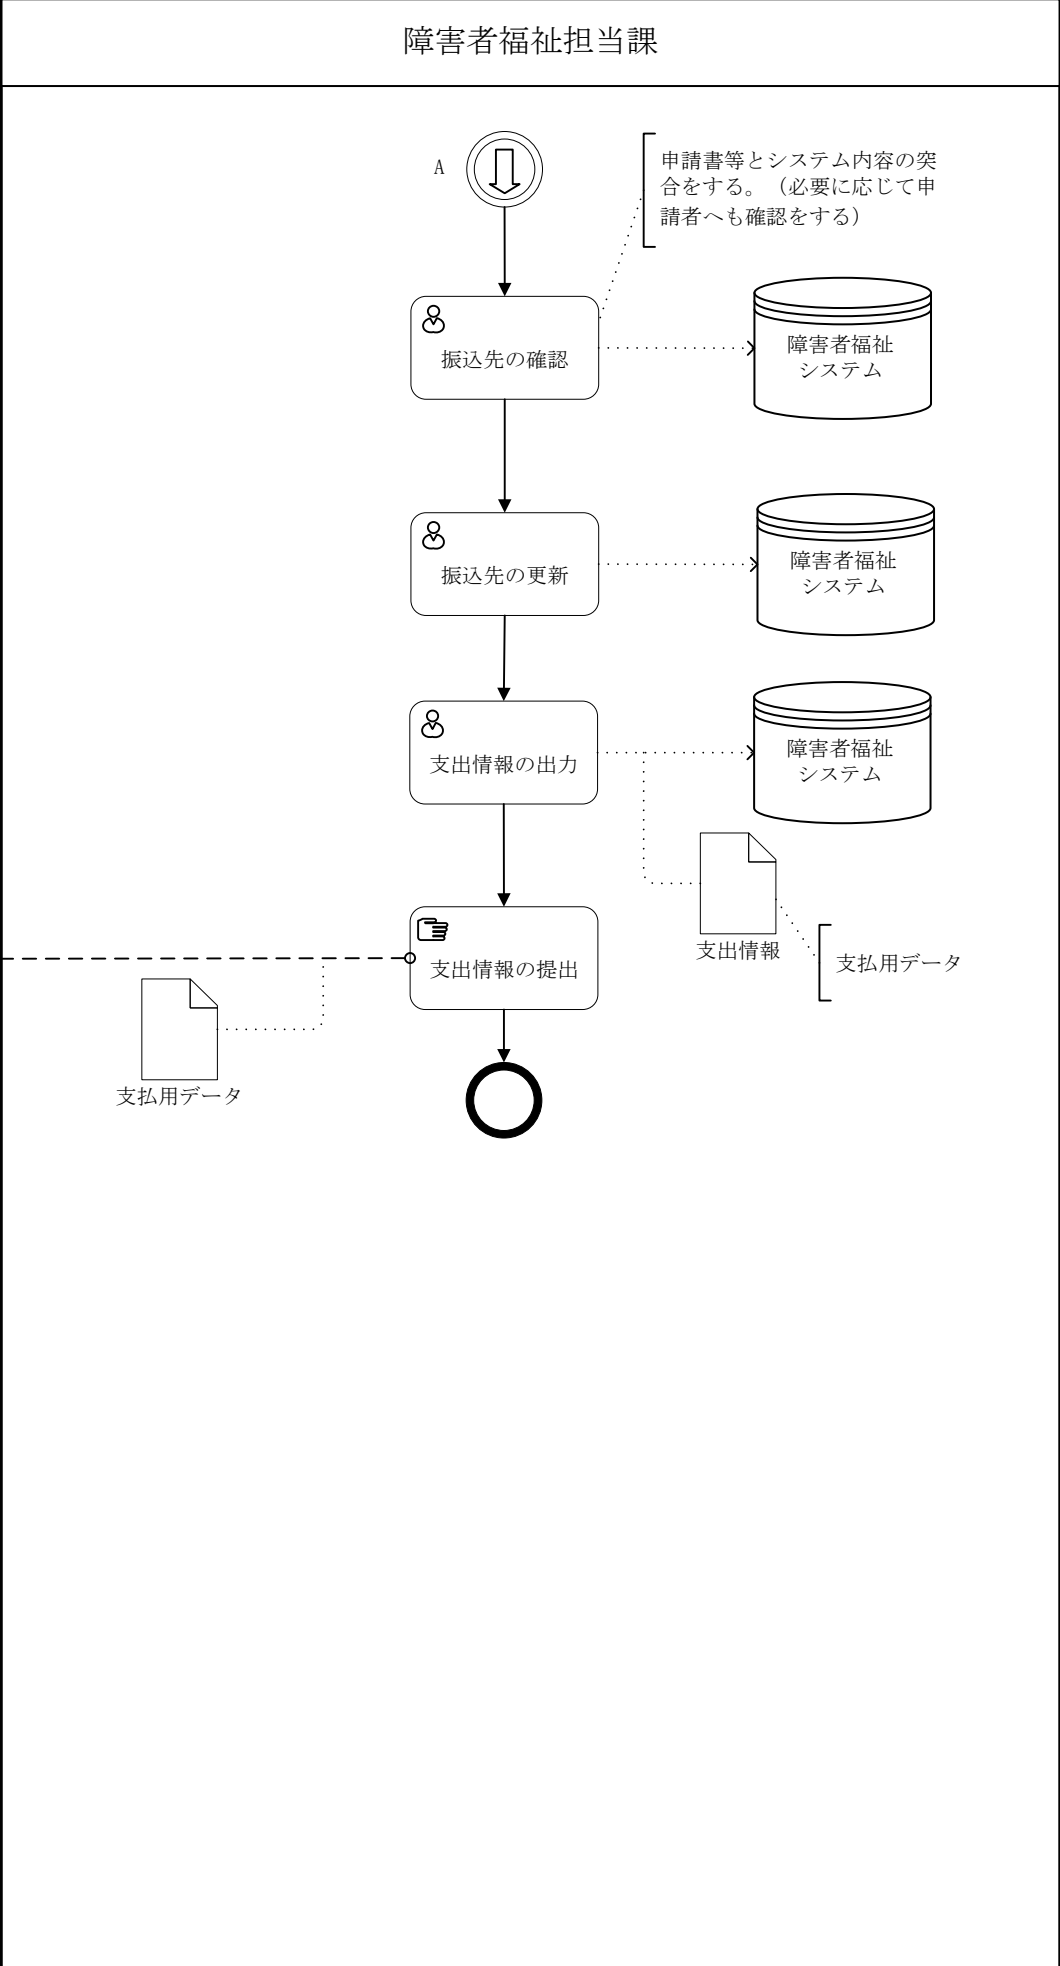 障害者福祉担当課
A
申請書等とシステム内容の突
合をする。（必要に応じて申
請者へも確認をする）
振込先の確認
障害者福祉
システム
振込先の更新
障害者福祉
システム
支出情報の出力
障害者福祉
システム
支出情報
支払用データ
支出情報の提出
支払用データ